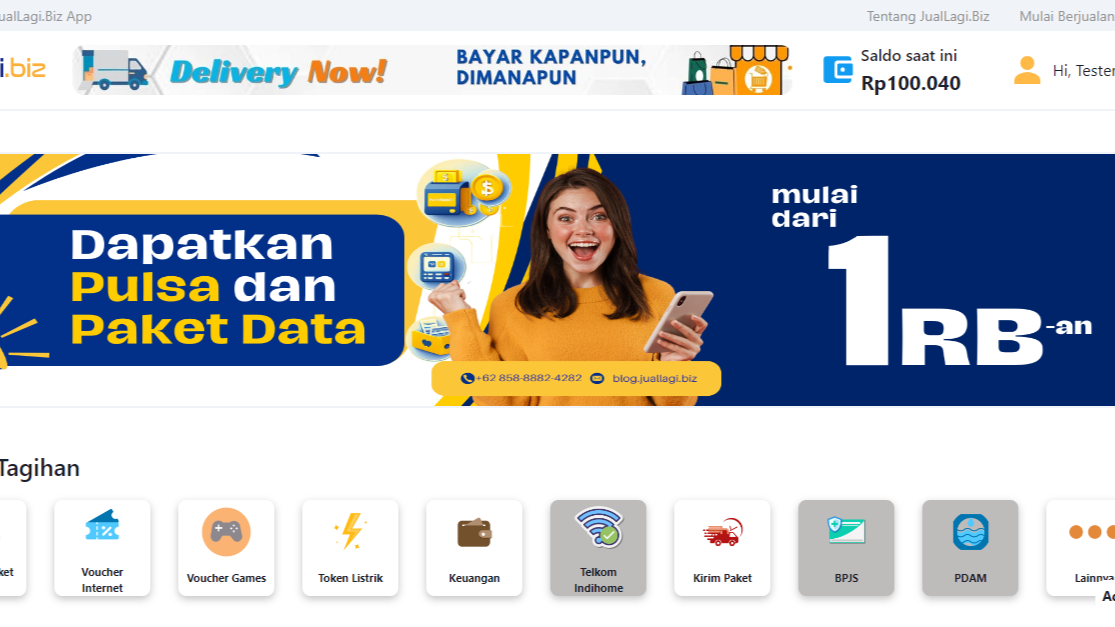 JualLagi.Biz App
Tentang JualLagi.Biz
Mulai Berjualan
i.biz
Delivery Now!
BAYAR KAPANPUN,
DIMANAPUN
Saldo saat ini
Rp100.040
Hi, Tester
Dapatkan
Pulsa dan
Paket Data
mulai
dari
1RB-an
+62 858-8882-4282
blog.juallagi.biz
Tagihan
ket
Voucher
Internet
Voucher Games
Token Listrik
Keuangan
Telkom
Indihome
Kirim Paket
BPJS
PDAM
Lainnya